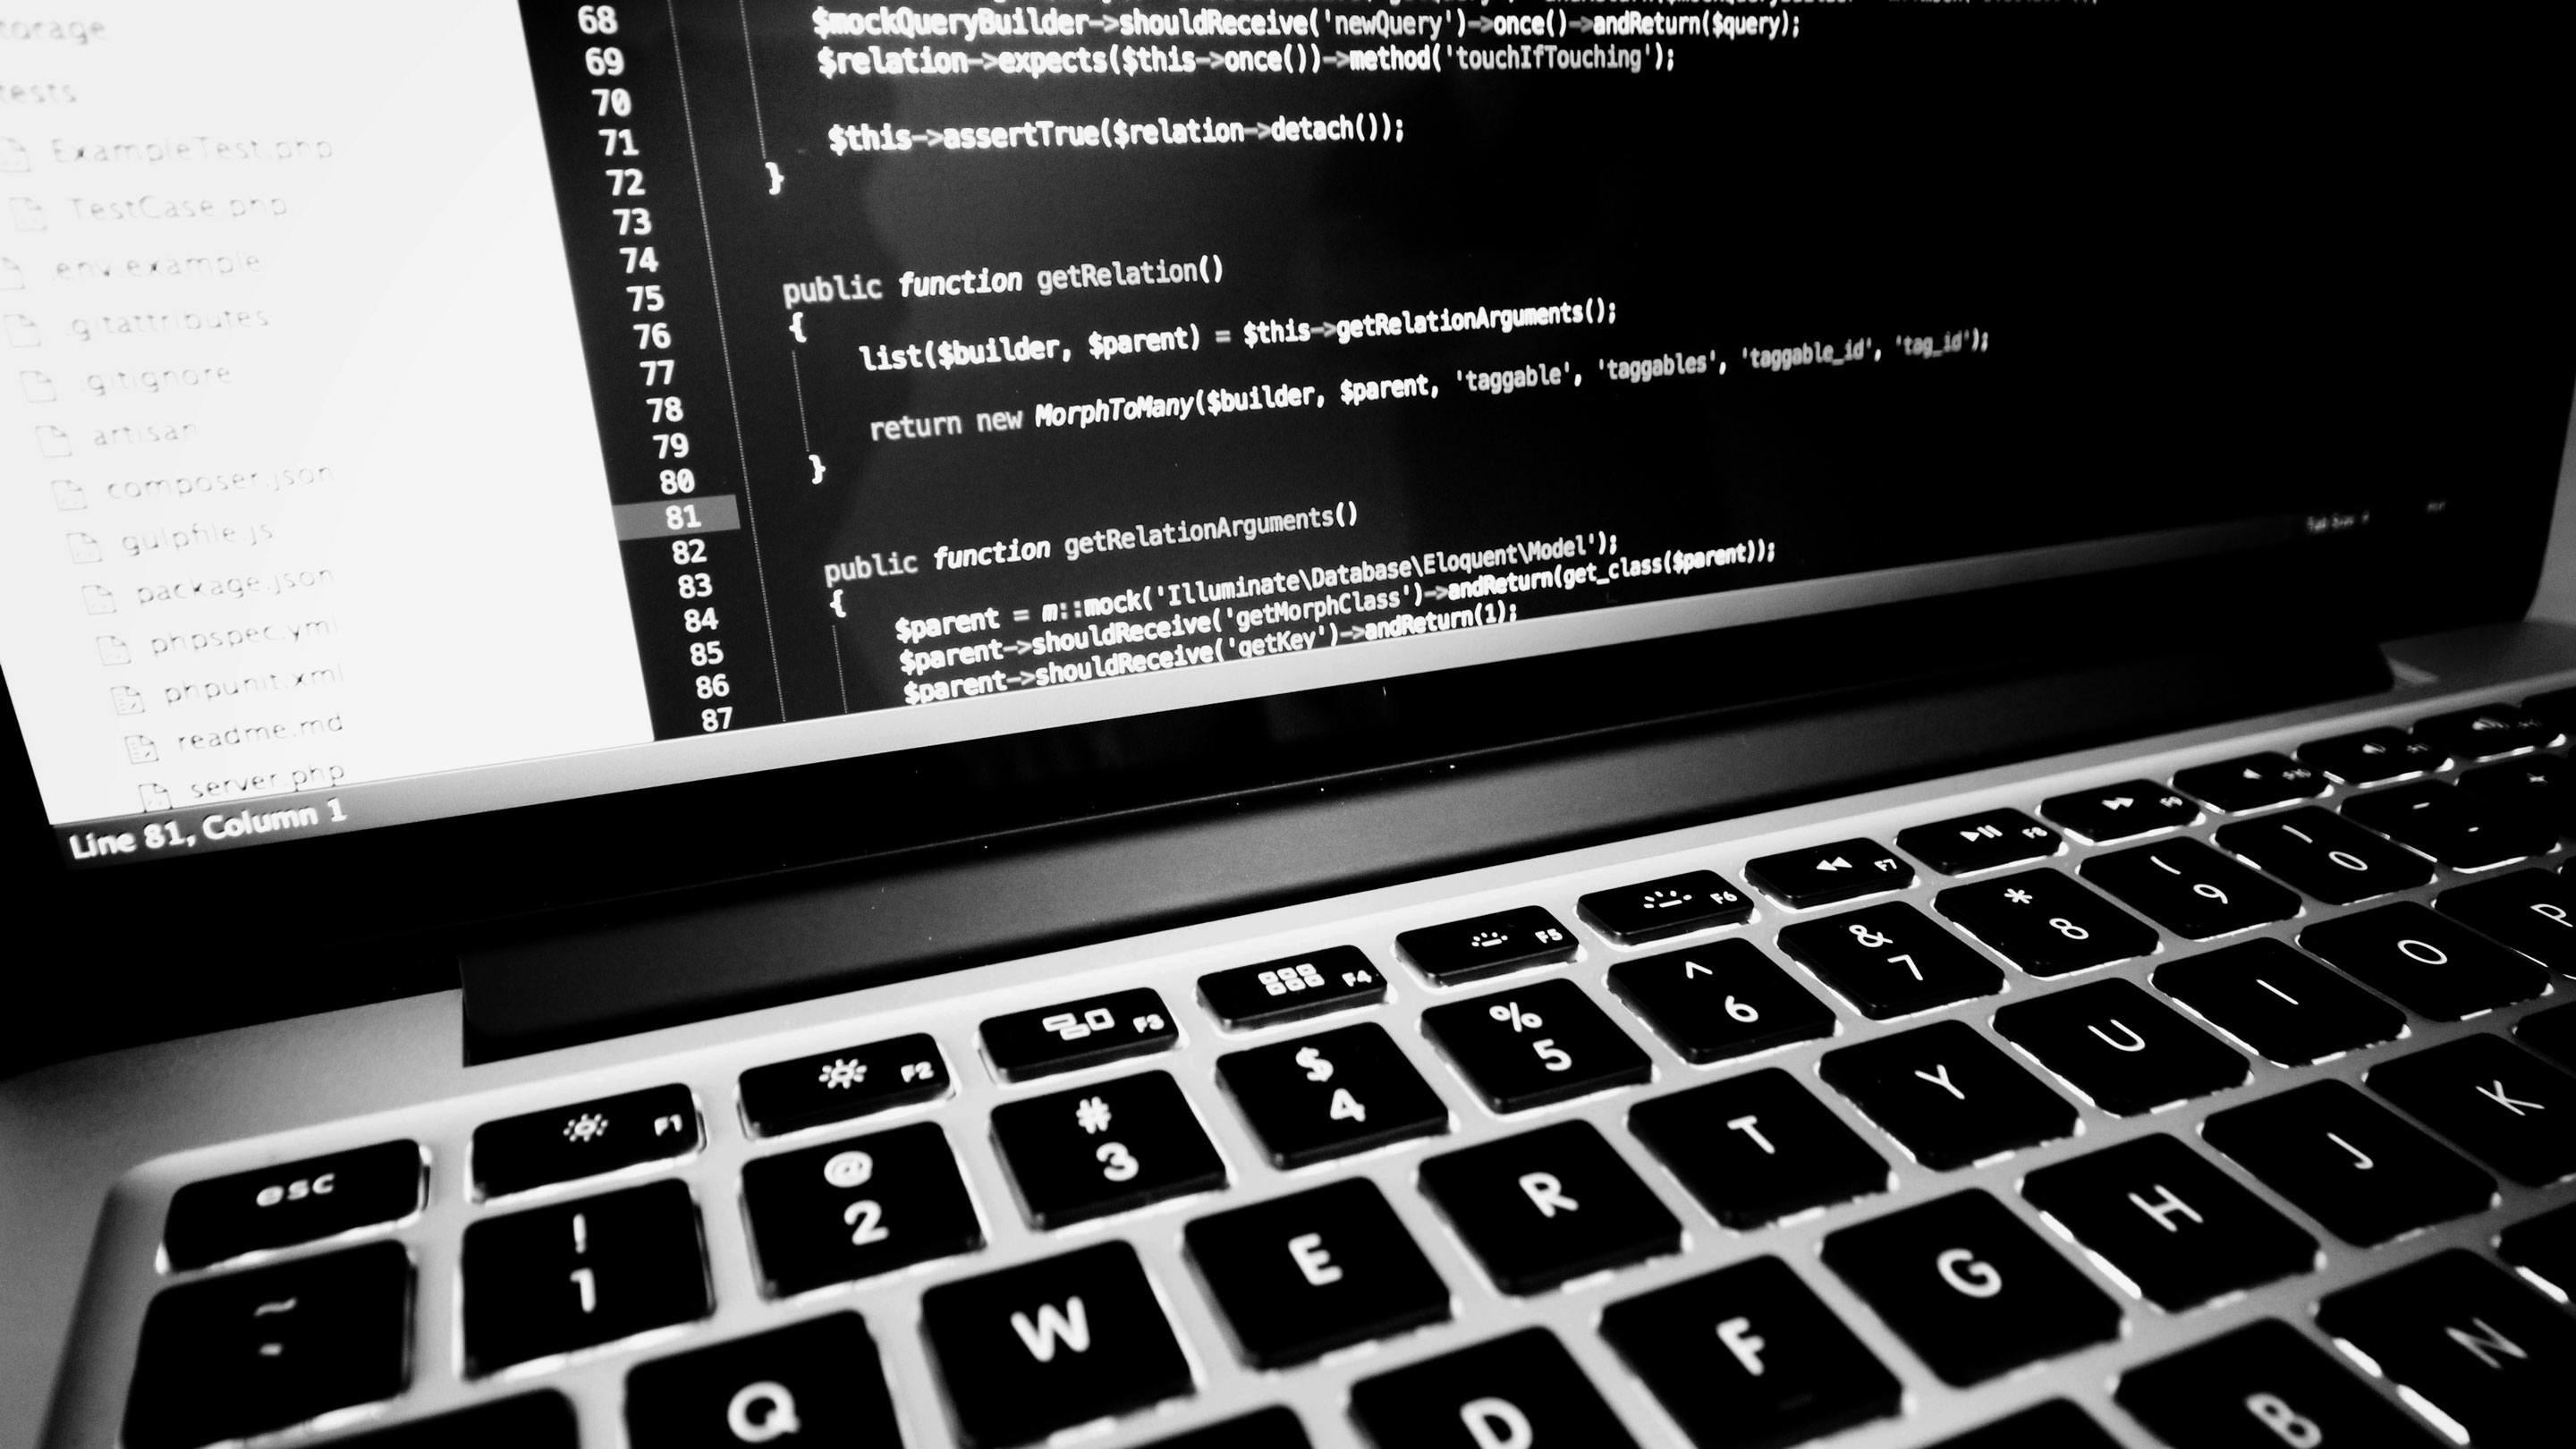 torage
tests
ExampleTest.php
TestCase.php
.env.example
.gitattributes
.gitignore
artisan
composer.json
gulpfile.js
package.json
phpspec.yml
phpunit.xml
readme.md
server.php
Line 81, Column 1
68 $mockQueryBuilder->shouldReceive('newQuery')->once()->andReturn($query);
69 $relation->expects($this->once())->method('touchIfTouching');
70
71 $this->assertTrue($relation->detach());
72 }
73
74
75 public function getRelation()
76 {
77 list($builder, $parent) = $this->getRelationArguments();
78
79 return new MorphToMany($builder, $parent, 'taggable', 'taggables', 'taggable_id', 'tag_id');
80 }
81
82
83 public function getRelationArguments()
84 {
85 $parent = m::mock('Illuminate\Database\Eloquent\Model');
86 $parent->shouldReceive('getMorphClass')->andReturn(get_class($parent));
87 $parent->shouldReceive('getKey')->andReturn(1);
esc F1 F2 F3 F4 F5 F6 F7 F8
~ ! 1 @ 2 # 3 $ 4 % 5 ^ 6 & 7 * 8 ( 9 ) 0
Q W E R T Y U I O P
D F G H J K
B N